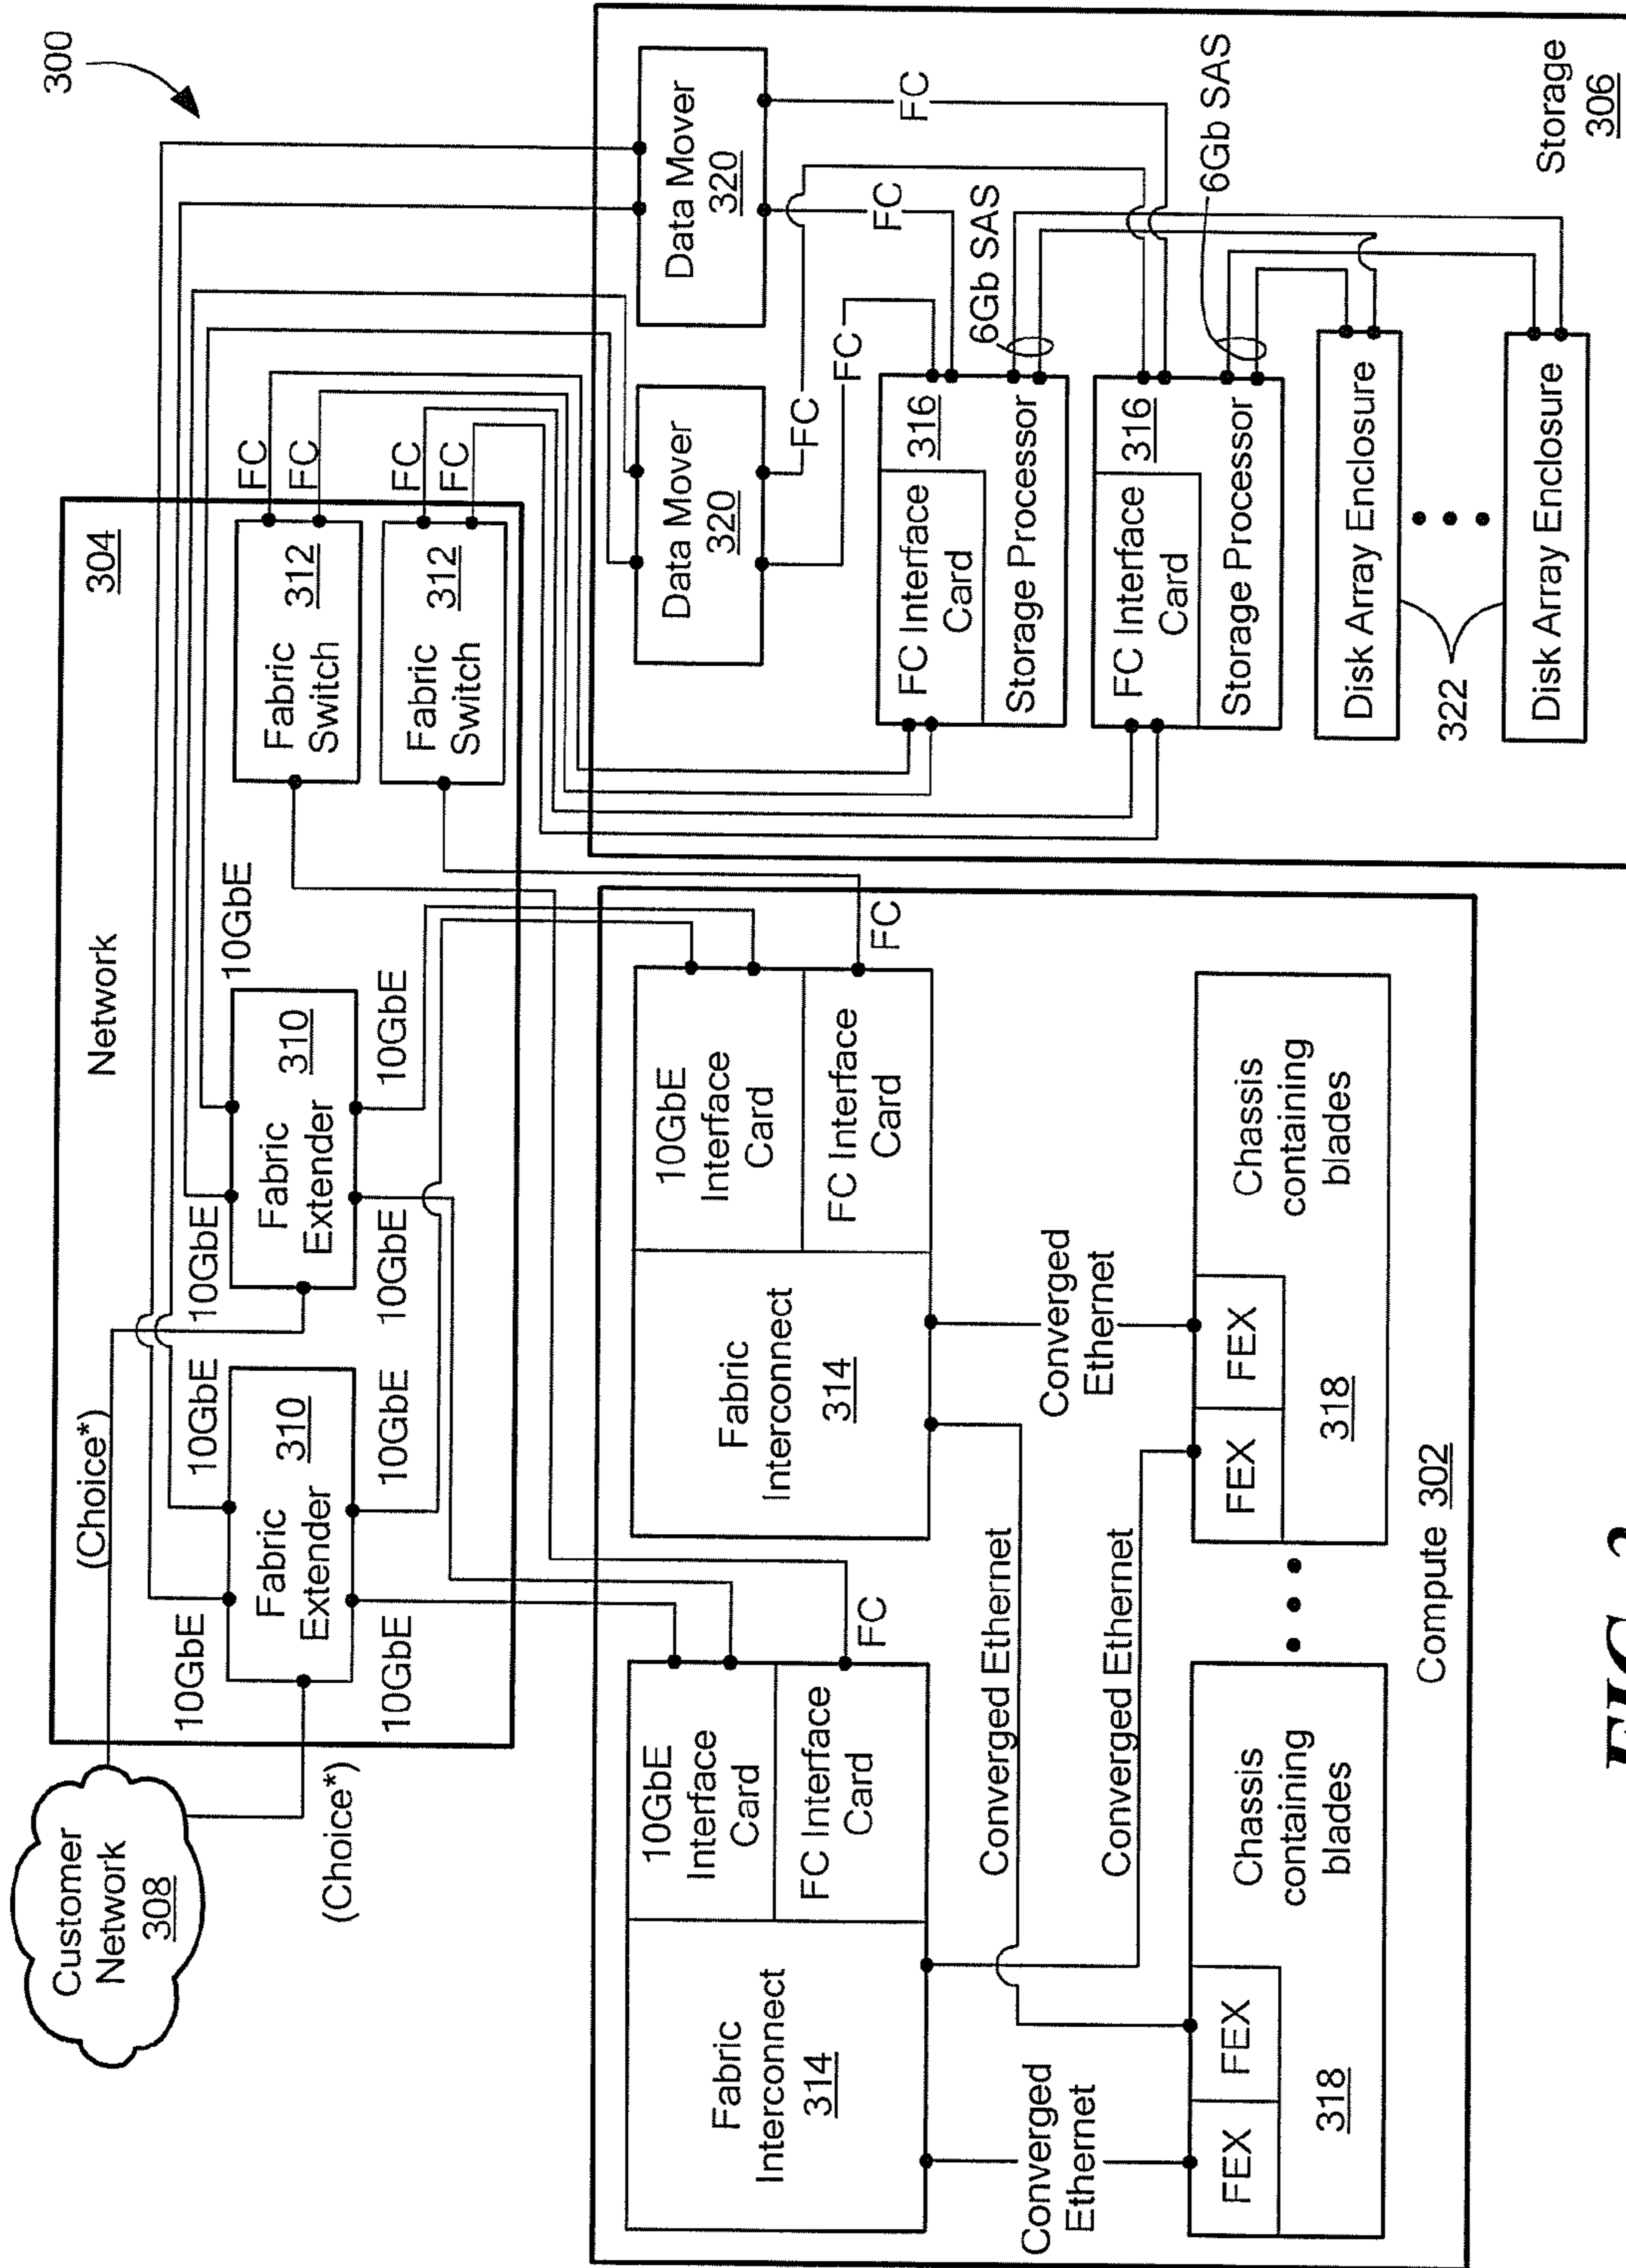 300
Customer
Network
308
(Choice*)
(Choice*)
Network
304
10GbE
10GbE
10GbE
10GbE
Fabric
Extender
310
Fabric
Extender
310
10GbE
10GbE
10GbE
10GbE
Fabric
Switch
312
Fabric
Switch
312
FC
FC
FC
FC
Fabric
Interconnect
314
10GbE
Interface
Card
FC Interface
Card
FC
Fabric
Interconnect
314
10GbE
Interface
Card
FC Interface
Card
FC
Converged
Ethernet
Converged Ethernet
Converged Ethernet
Converged
Ethernet
FEX
FEX
318
Chassis
containing
blades
FEX
FEX
318
Chassis
containing
blades
Compute 302
Data Mover
320
Data Mover
320
FC
FC
FC
FC
FC Interface
Card
316
Storage Processor
6Gb SAS
FC Interface
Card
316
Storage Processor
6Gb SAS
Disk Array Enclosure
322
Disk Array Enclosure
Storage
306